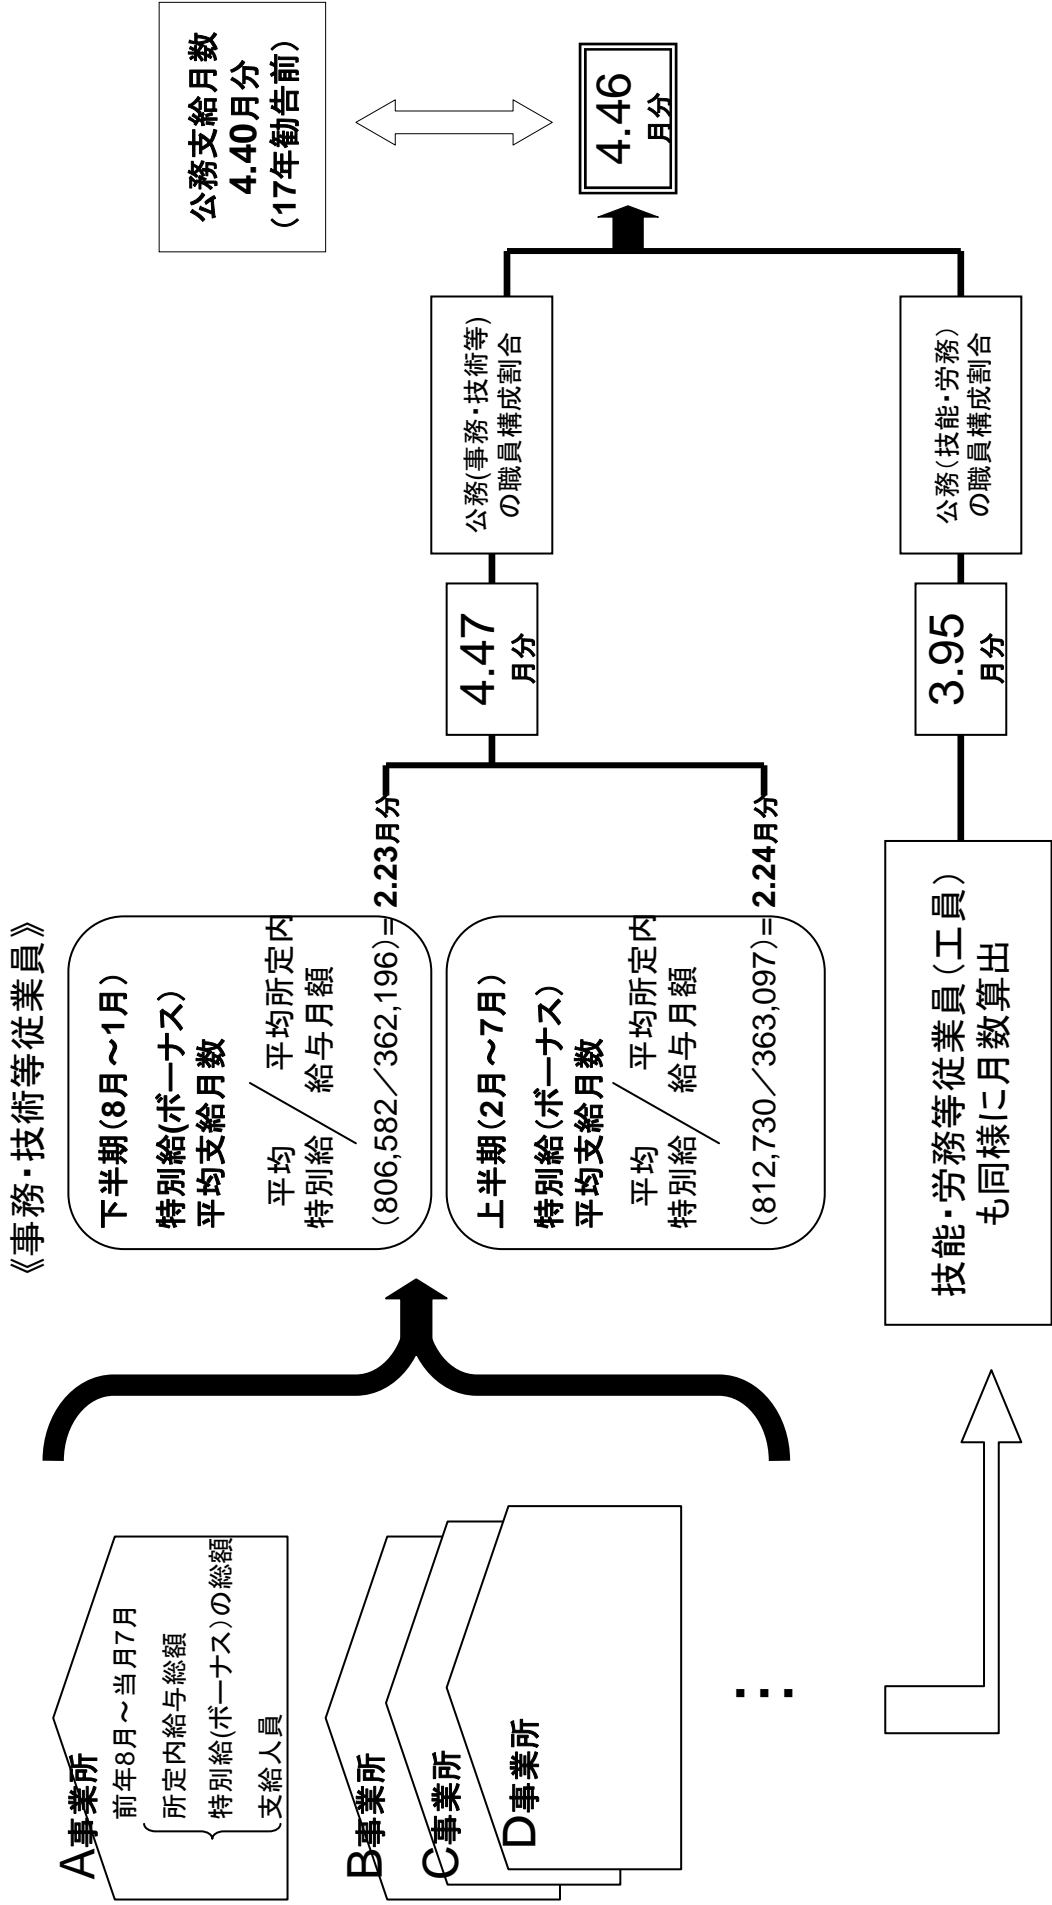 A事業所
前年8月～当月7月
所定内給与総額
特別給(ボーナス)の総額
支給人員
B事業所
C事業所
D事業所
⋯
《事務・技術等従業員》
下半期(8月～1月)
特別給(ボーナス)
平均支給月数
平均
特別給
／
平均所定内
給与月額
(806,582／362,196)=2.23月分
上半期(2月～7月)
特別給(ボーナス)
平均支給月数
平均
特別給
／
平均所定内
給与月額
(812,730／363,097)=2.24月分
技能・労務等従業員(工員)
も同様に月数算出
4.47
月分
3.95
月分
公務(事務・技術等)
の職員構成割合
公務(技能・労務)
の職員構成割合
4.46
月分
公務支給月数
4.40月分
(17年勧告前)